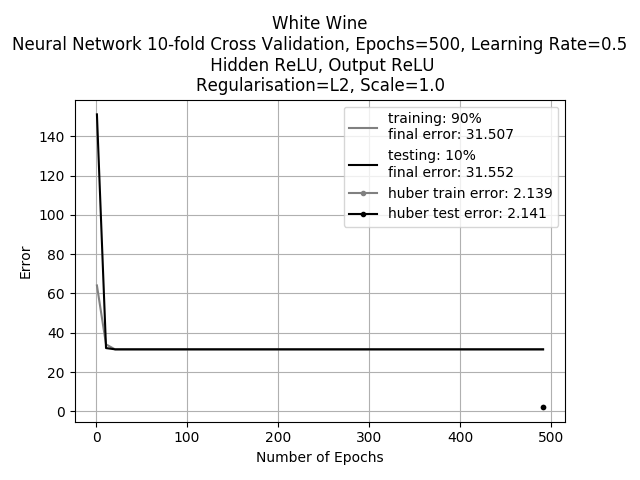 White Wine
Neural Network 10-fold Cross Validation, Epochs=500, Learning Rate=0.5
Hidden ReLU, Output ReLU
Regularisation=L2, Scale=1.0
training: 90%
final error: 31.507
testing: 10%
final error: 31.552
huber train error: 2.139
huber test error: 2.141
Error
140
120
100
80
60
40
20
0
0 100 200 300 400 500
Number of Epochs